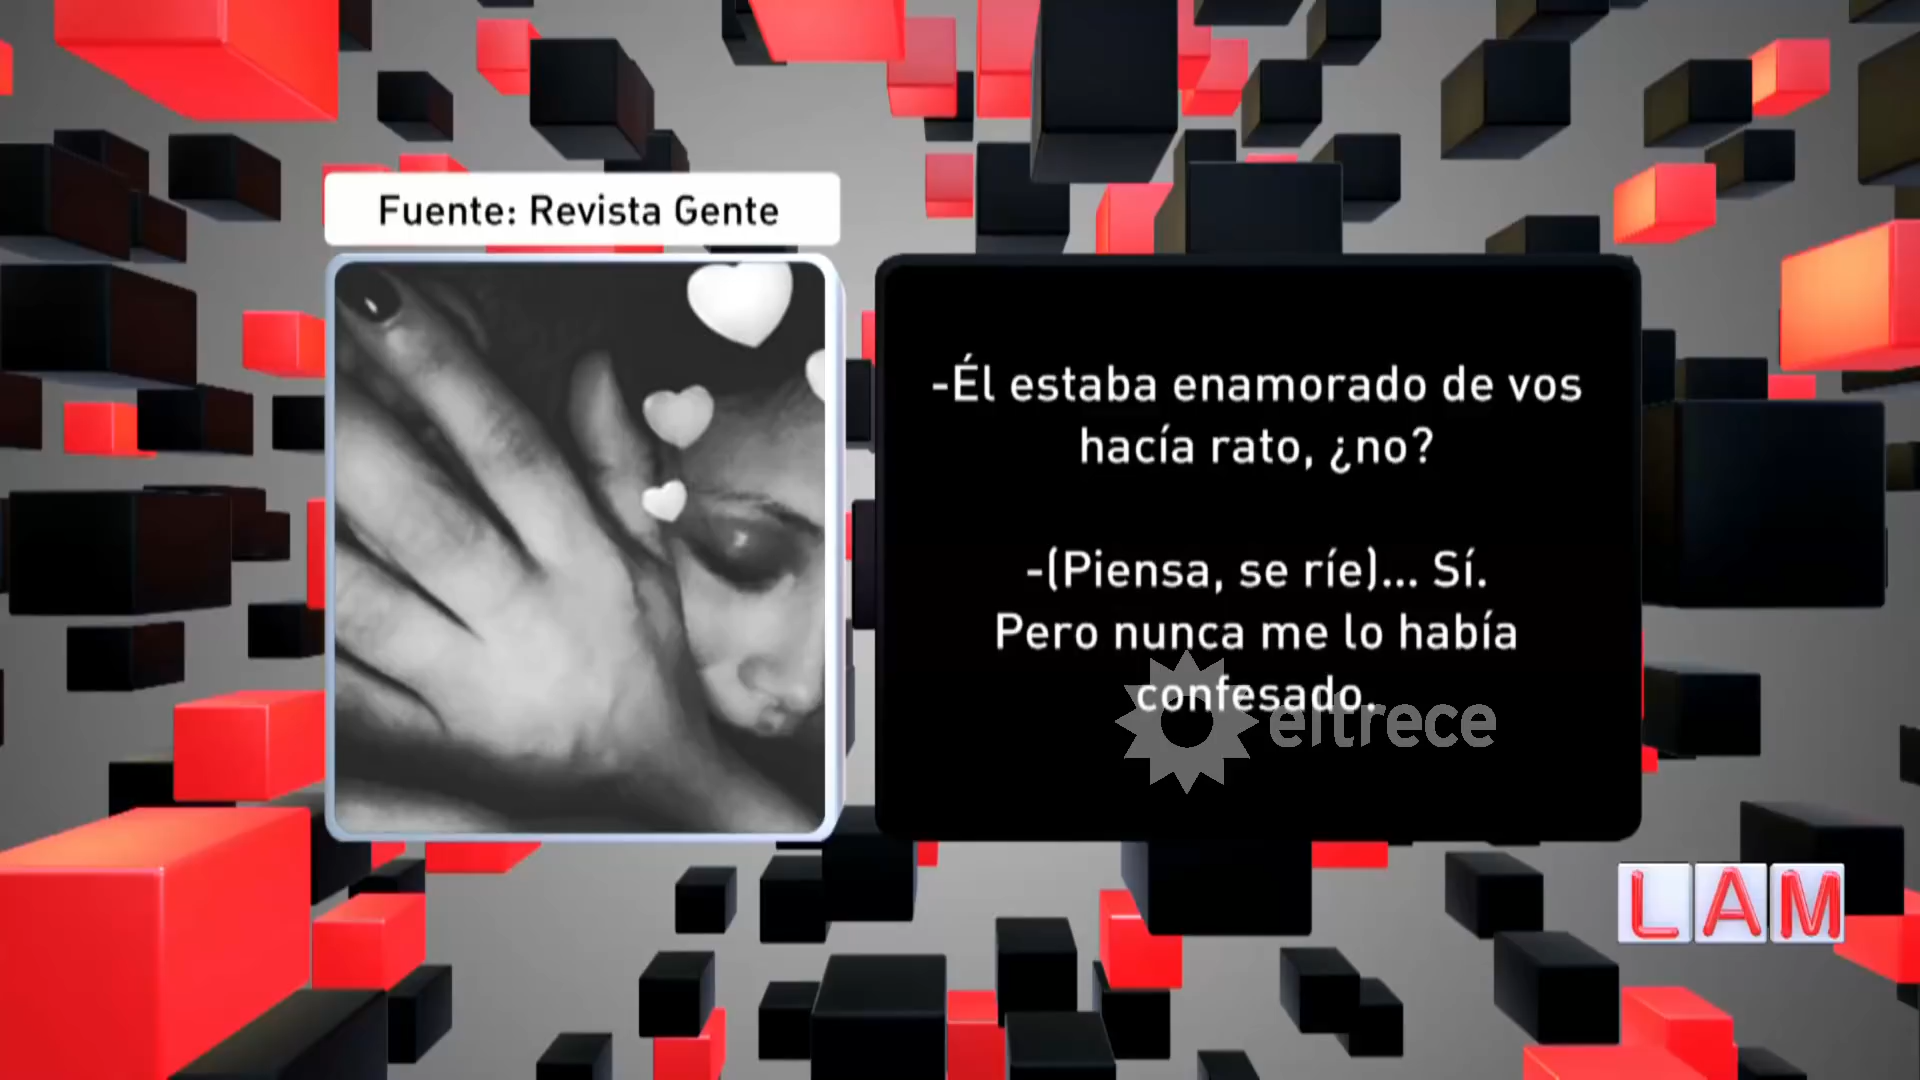 Fuente: Revista Gente
-Él estaba enamorado de vos
hacía rato, ¿no?
-(Piensa, se ríe)... Sí.
Pero nunca me lo había
confesado.
eltrece
LAM